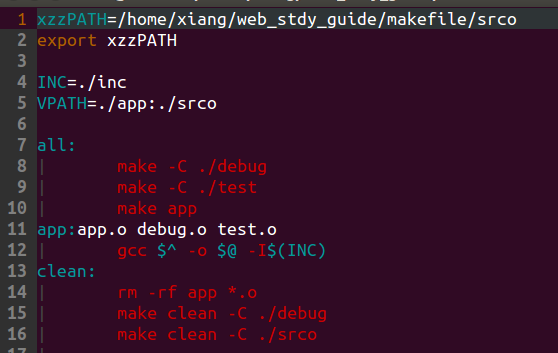 1 xzzPATH=/home/xiang/web_stdy_guide/makefile/srco
2 export xzzPATH
3
4 INC=./inc
5 VPATH=./app:./srco
6
7 all:
8 | make -C ./debug
9 | make -C ./test
10 | make app
11 app:app.o debug.o test.o
12 | gcc $^ -o $@ -I$(INC)
13 clean:
14 | rm -rf app *.o
15 | make clean -C ./debug
16 | make clean -C ./srco